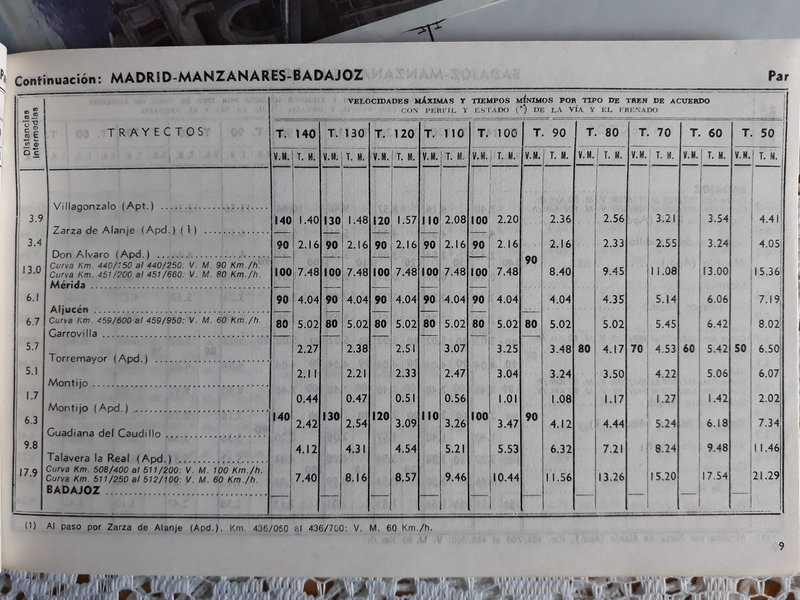 Continuación: MADRID-MANZANARES-BADAJOZ Par
Distancias intermedias
TRAYECTOS
VELOCIDADES MÁXIMAS Y TIEMPOS MÍNIMOS POR TIPO DE TREN DE ACUERDO
CON PERFIL Y ESTADO (*) DE LA VÍA Y EL FRENADO
T. 140 T. 130 T. 120 T. 110 T. 100 T. 90 T. 80 T. 70 T. 60 T. 50
V.M. T. M. V.M. T. M. V.M. T. M. V.M. T. M. V.M. T. M. V.M. T. M. V.M. T. M. V.M. T. M. V.M. T. M. V.M. T. M.
Villagonzalo (Apt.)
3.9 140 1.40 130 1.48 120 1.57 110 2.08 100 2.20 2.36 2.56 3.21 3.54 4.41
Zarza de Alanje (Apd.) (1)
3.4 90 2.16 90 2.16 90 2.16 90 2.16 90 2.16 2.16 2.33 2.55 3.24 4.05
Don Alvaro (Apd.)
90
Curva Km. 440/150 al 440/250: V. M. 90 Km./h.
13.0 100 7.48 100 7.48 100 7.48 100 7.48 100 7.48 8.40 9.45 11.08 13.00 15.36
Curva Km. 451/200 al 451/660: V. M. 80 Km./h.
Mérida
6.1 90 4.04 90 4.04 90 4.04 90 4.04 90 4.04 4.04 4.35 5.14 6.06 7.19
Aljucén
Curva Km. 459/600 al 459/950: V. M. 60 Km./h.
6.7 80 5.02 80 5.02 80 5.02 80 5.02 80 5.02 80 5.02 5.02 5.45 6.42 8.02
Garrovilla
5.7 2.27 2.38 2.51 3.07 3.25 3.48 80 4.17 70 4.53 60 5.42 50 6.50
Torremayor (Apd.)
5.1 2.11 2.21 2.33 2.47 3.04 3.24 3.50 4.22 5.06 6.07
Montijo
1.7 0.44 0.47 0.51 0.56 1.01 1.08 1.17 1.27 1.42 2.02
Montijo (Apd.)
140 130 120 110 100 90
6.3 2.42 2.54 3.09 3.26 3.47 4.12 4.44 5.24 6.18 7.34
Guadiana del Caudillo
9.8 4.12 4.31 4.54 5.21 5.53 6.32 7.21 8.24 9.48 11.46
Talavera la Real (Apd.)
Curva Km. 508/400 al 511/200: V. M. 100 Km./h.
17.9 7.40 8.16 8.57 9.46 10.44 11.56 13.26 15.20 17.54 21.29
Curva Km. 511/250 al 512/100: V. M. 60 Km./h.
BADAJOZ
(1) Al paso por Zarza de Alanje (Apd.). Km. 436/050 al 436/700: V. M. 60 Km./h.
9